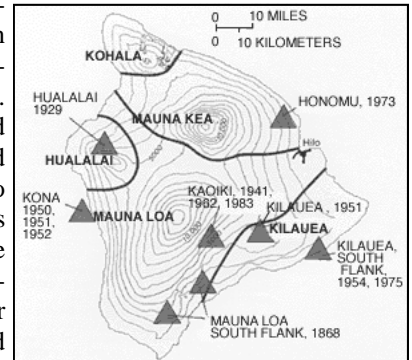 0 10 MILES
0 10 KILOMETERS
KOHALA
HUALALAI
1929
MAUNA KEA
HONOMU, 1973
Hilo
HUALALAI
KONA
1950,
1951,
1952
MAUNA LOA
KAOIKI, 1941,
1962, 1983
KILAUEA, 1951
KILAUEA
KILAUEA,
SOUTH
FLANK,
1954, 1975
MAUNA LOA
SOUTH FLANK, 1868